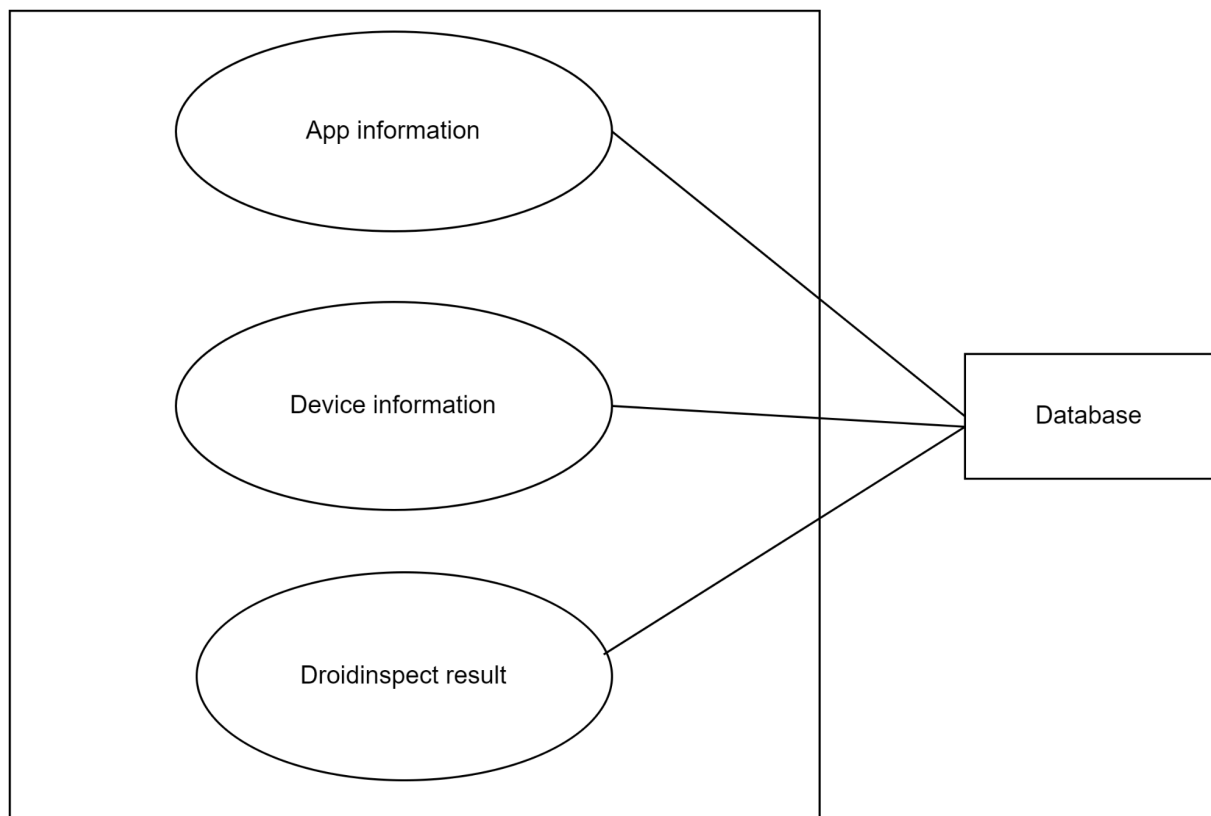 App information
Device information
Database
Droidinspect result